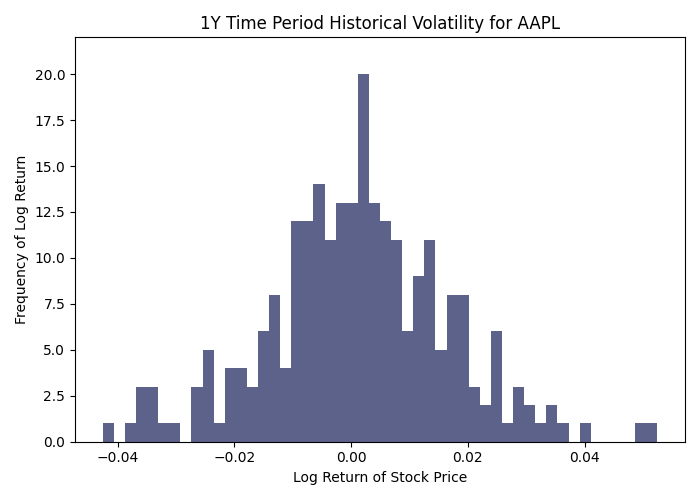 1Y Time Period Historical Volatility for AAPL
Frequency of Log Return
20.0
17.5
15.0
12.5
10.0
7.5
5.0
2.5
0.0
−0.04 −0.02 0.00 0.02 0.04
Log Return of Stock Price